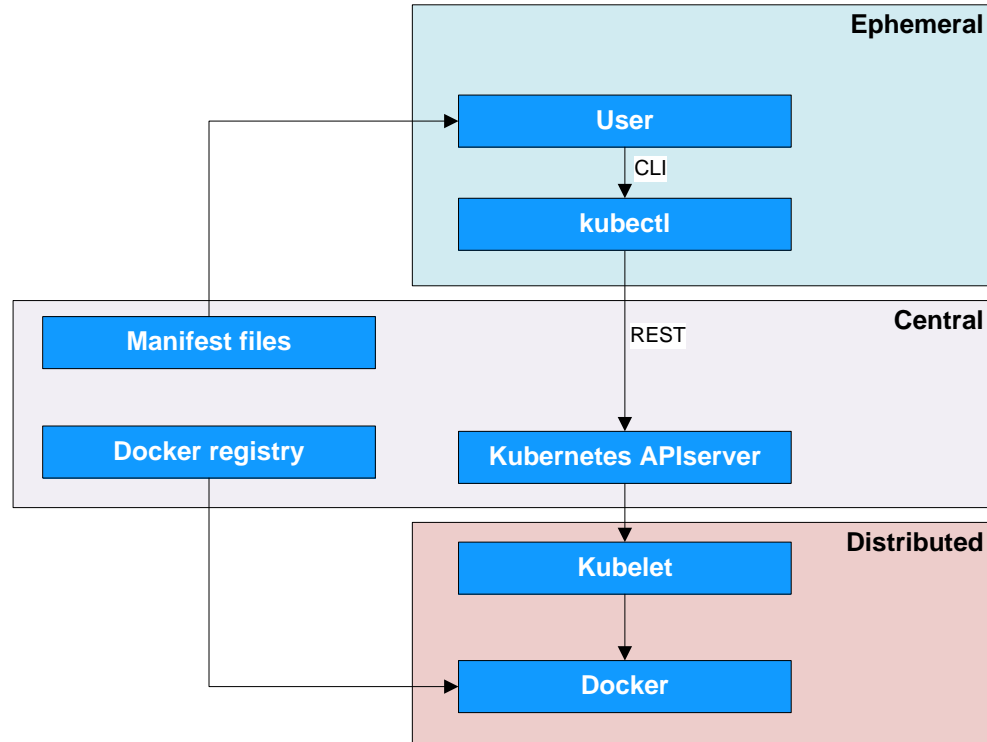 Ephemeral
User
CLI
kubectl
Central
Manifest files
REST
Docker registry
Kubernetes APIserver
Distributed
Kubelet
Docker